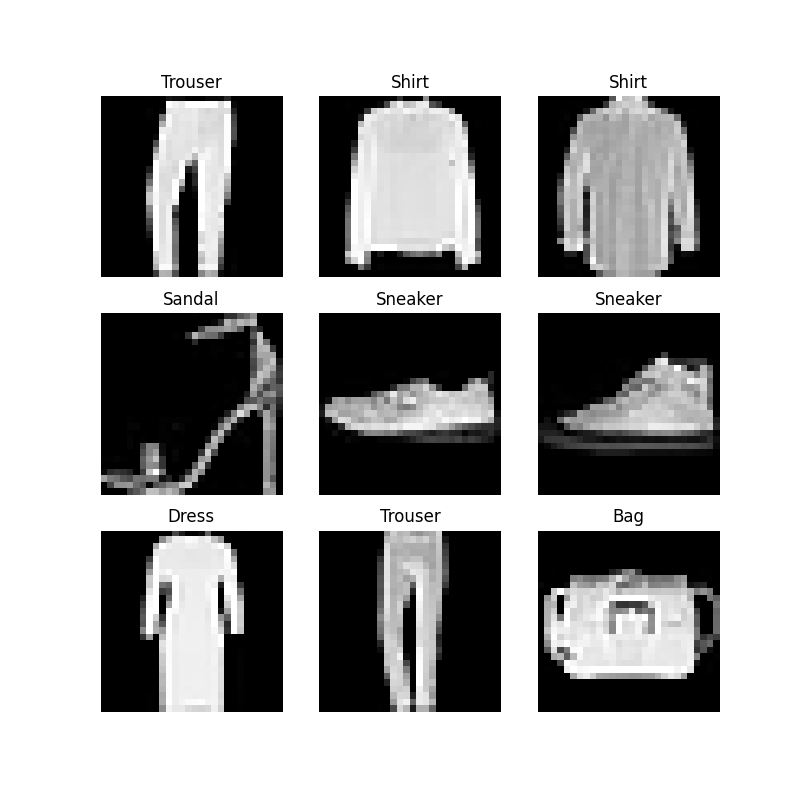 Trouser
Shirt
Shirt
Sandal
Sneaker
Sneaker
Dress
Trouser
Bag